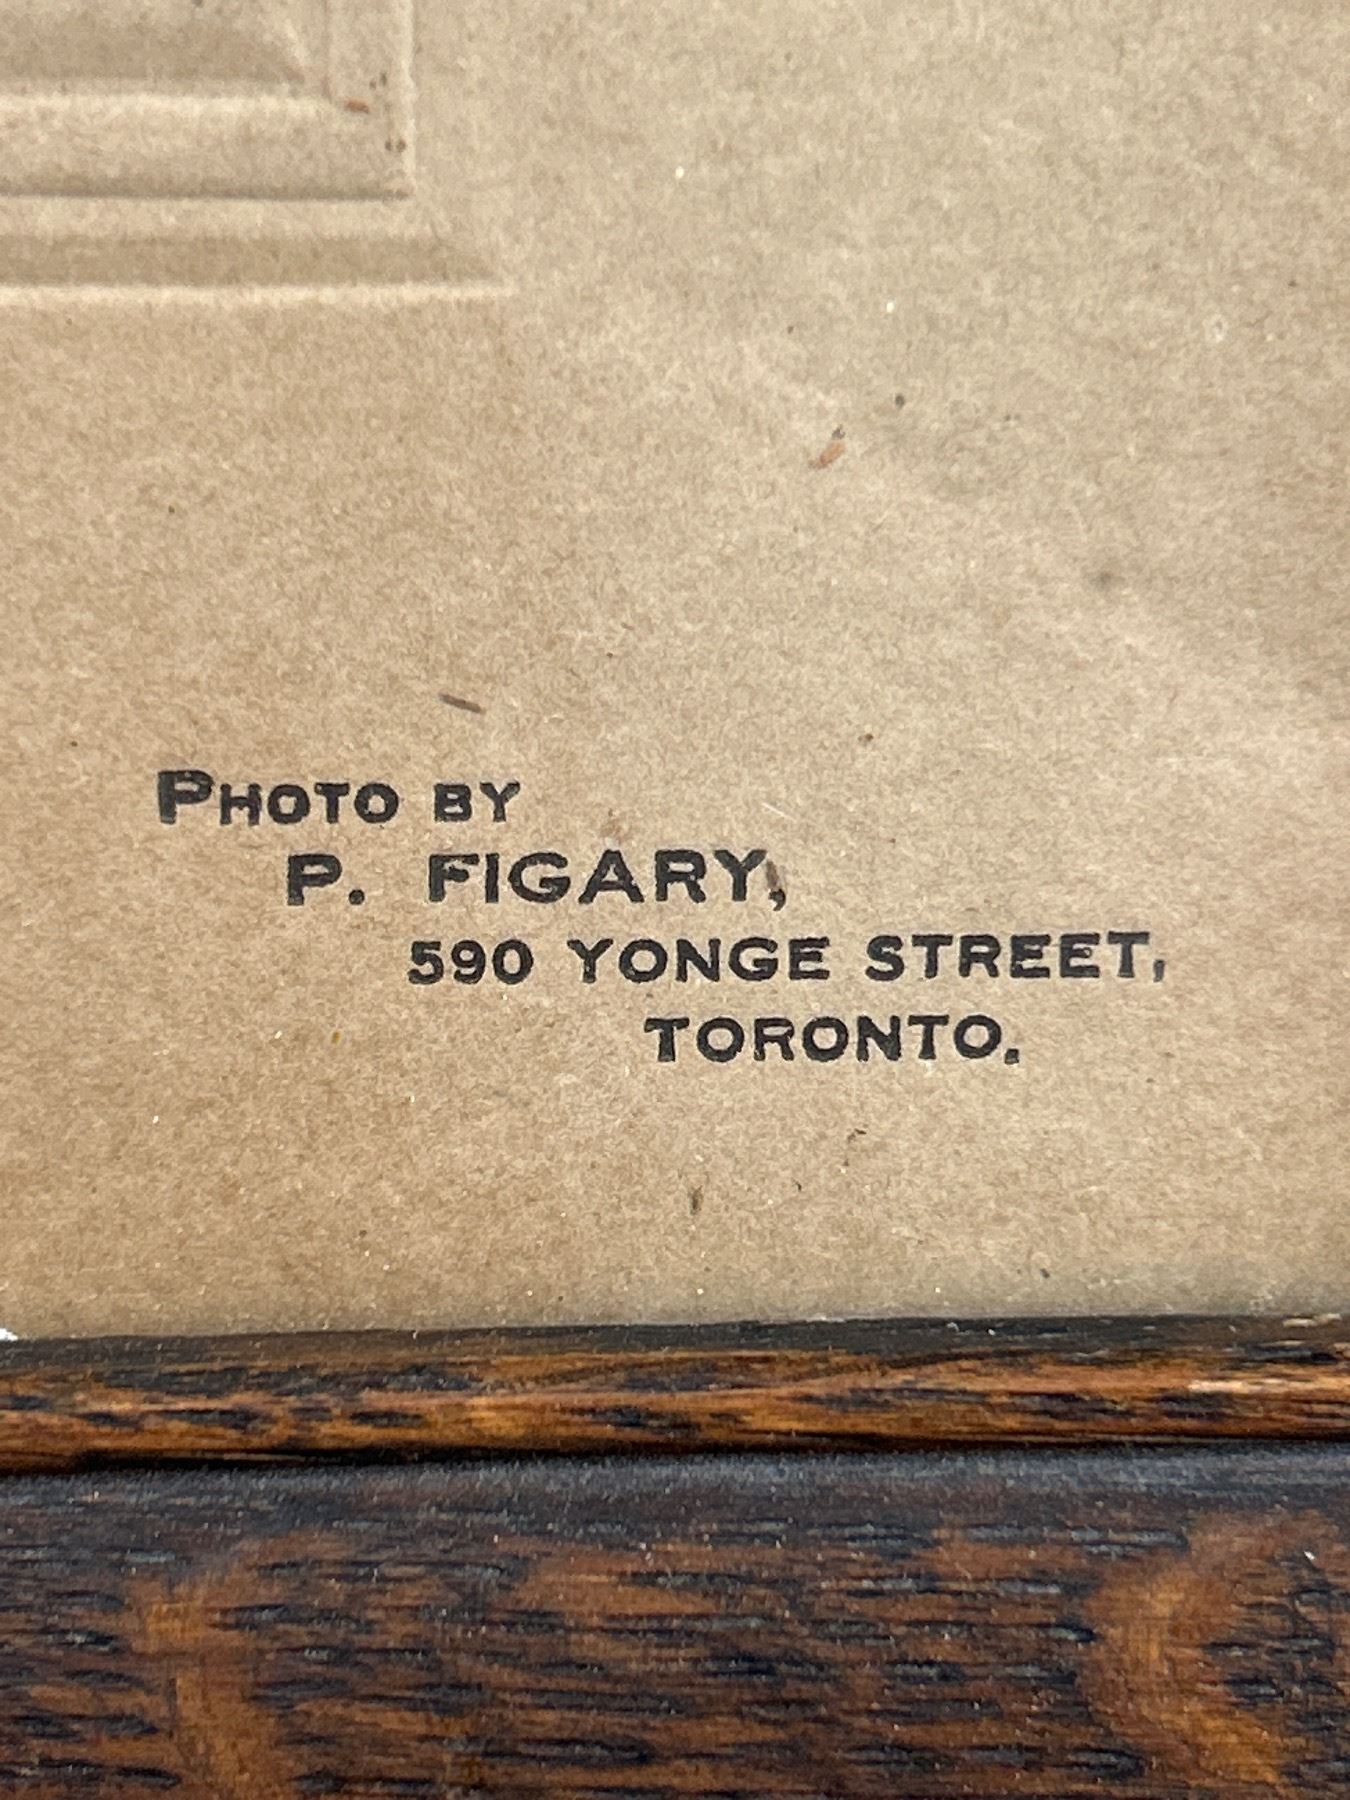 PHOTO BY
P. FIGARY,
590 YONGE STREET,
TORONTO.